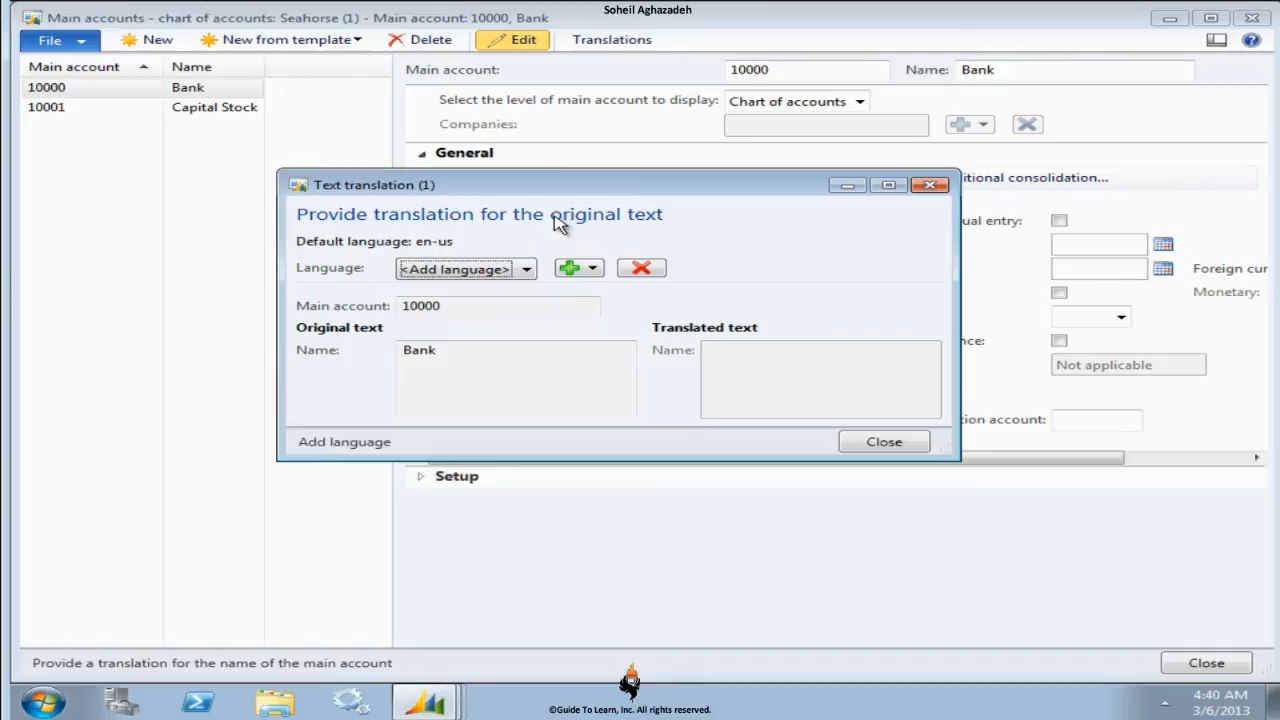 Soheil Aghazadeh
Main accounts - chart of accounts: Seahorse (1) - Main account: 10000, Bank
File New New from template Delete Edit Translations
Main account Name
10000 Bank
10001 Capital Stock
Main account: 10000 Name: Bank
Select the level of main account to display: Chart of accounts
Companies:
General
itional consolidation...
ual entry:
Foreign cur
Monetary:
nce:
Not applicable
ion account:
Text translation (1)
Provide translation for the original text
Default language: en-us
Language: <Add language>
Main account: 10000
Original text Translated text
Name: Bank Name:
Add language Close
Setup
Provide a translation for the name of the main account Close
4:40 AM
3/6/2013
©Guide To Learn, Inc. All rights reserved.